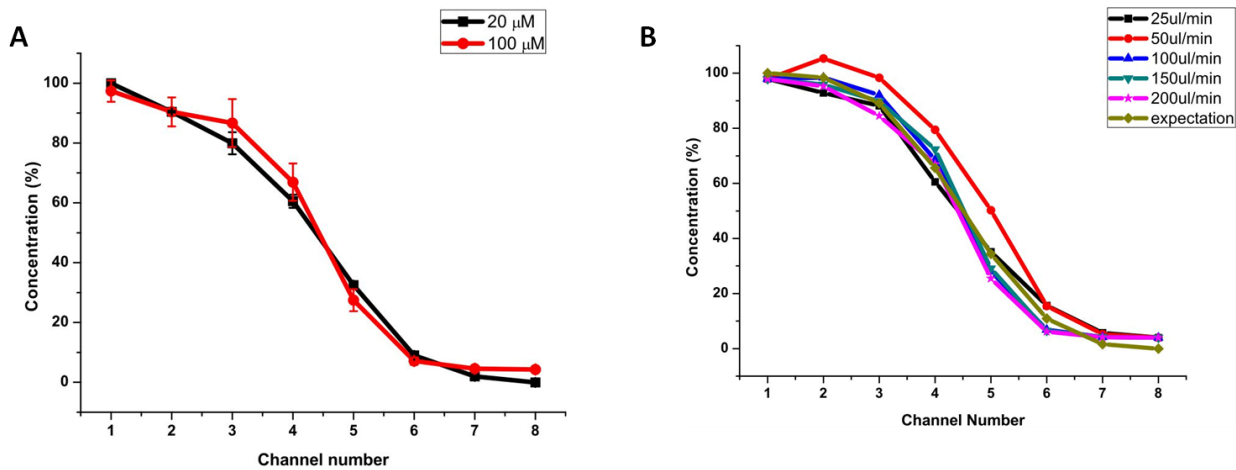 A
20 μM
100 μM
Concentration (%)
100
80
60
40
20
0
1 2 3 4 5 6 7 8
Channel number
B
25ul/min
50ul/min
100ul/min
150ul/min
200ul/min
expectation
Concentration (%)
100
80
60
40
20
0
1 2 3 4 5 6 7 8
Channel Number